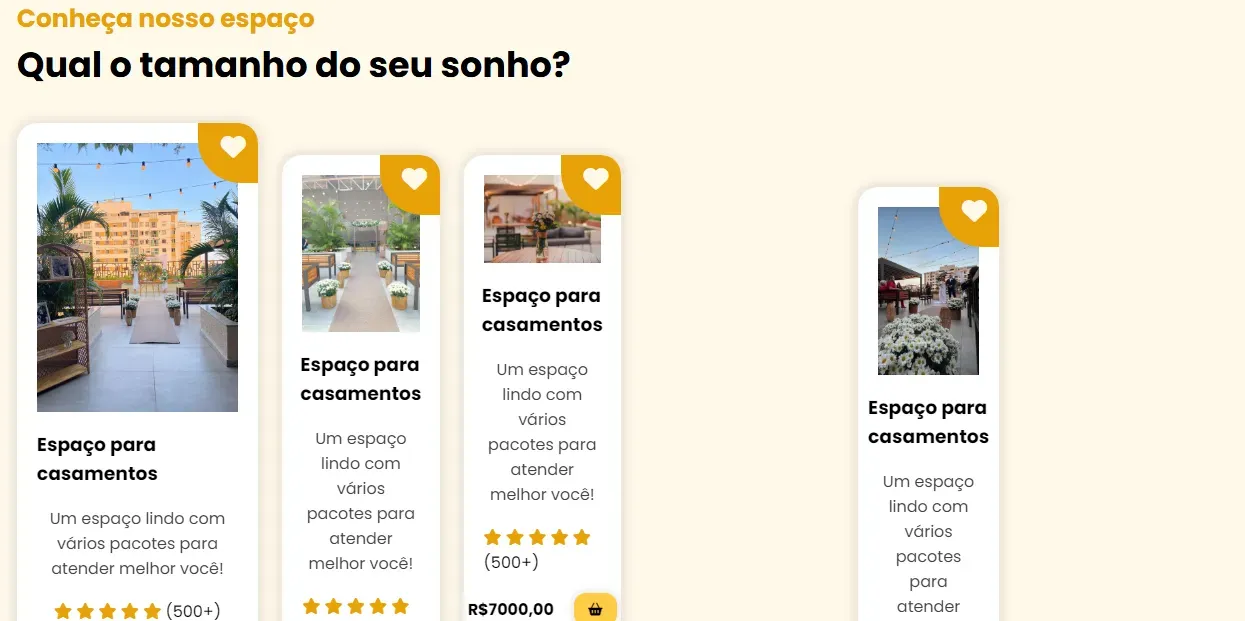 Conheça nosso espaço
Qual o tamanho do seu sonho?
Espaço para
casamentos
Um espaço lindo com
vários pacotes para
atender melhor você!
(500+)
Espaço para
casamentos
Um espaço
lindo com
vários
pacotes para
atender
melhor você!
Espaço para
casamentos
Um espaço
lindo com
vários
pacotes para
atender
melhor você!
(500+)
R$7000,00
Espaço para
casamentos
Um espaço
lindo com
vários
pacotes
para
atender